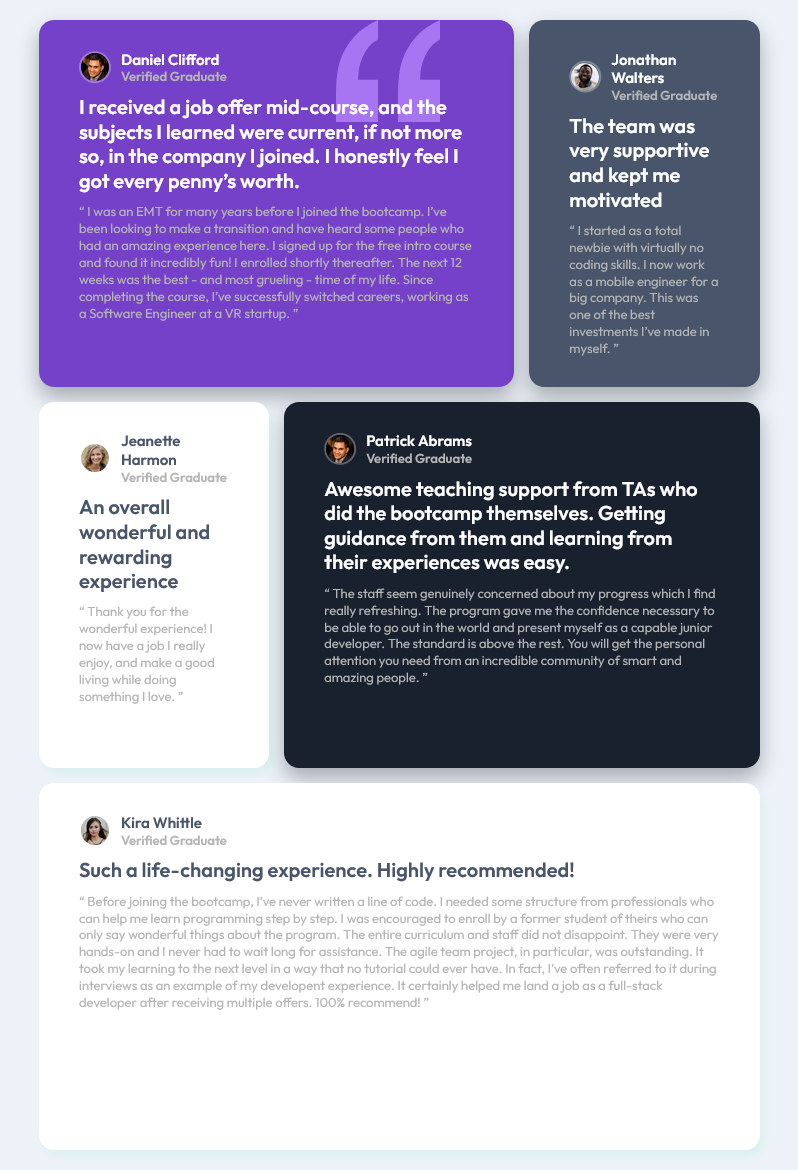 Daniel Clifford
Verified Graduate
I received a job offer mid-course, and the
subjects I learned were current, if not more
so, in the company I joined. I honestly feel I
got every penny’s worth.
“ I was an EMT for many years before I joined the bootcamp. I’ve
been looking to make a transition and have heard some people who
had an amazing experience here. I signed up for the free intro course
and found it incredibly fun! I enrolled shortly thereafter. The next 12
weeks was the best - and most grueling - time of my life. Since
completing the course, I’ve successfully switched careers, working as
a Software Engineer at a VR startup. ”
Jonathan
Walters
Verified Graduate
The team was
very supportive
and kept me
motivated
“ I started as a total
newbie with virtually no
coding skills. I now work
as a mobile engineer for a
big company. This was
one of the best
investments I’ve made in
myself. ”
Jeanette
Harmon
Verified Graduate
An overall
wonderful and
rewarding
experience
“ Thank you for the
wonderful experience! I
now have a job I really
enjoy, and make a good
living while doing
something I love. ”
Patrick Abrams
Verified Graduate
Awesome teaching support from TAs who
did the bootcamp themselves. Getting
guidance from them and learning from
their experiences was easy.
“ The staff seem genuinely concerned about my progress which I find
really refreshing. The program gave me the confidence necessary to
be able to go out in the world and present myself as a capable junior
developer. The standard is above the rest. You will get the personal
attention you need from an incredible community of smart and
amazing people. ”
Kira Whittle
Verified Graduate
Such a life-changing experience. Highly recommended!
“ Before joining the bootcamp, I’ve never written a line of code. I needed some structure from professionals who
can help me learn programming step by step. I was encouraged to enroll by a former student of theirs who can
only say wonderful things about the program. The entire curriculum and staff did not disappoint. They were very
hands-on and I never had to wait long for assistance. The agile team project, in particular, was outstanding. It
took my learning to the next level in a way that no tutorial could ever have. In fact, I’ve often referred to it during
interviews as an example of my developent experience. It certainly helped me land a job as a full-stack
developer after receiving multiple offers. 100% recommend! ”